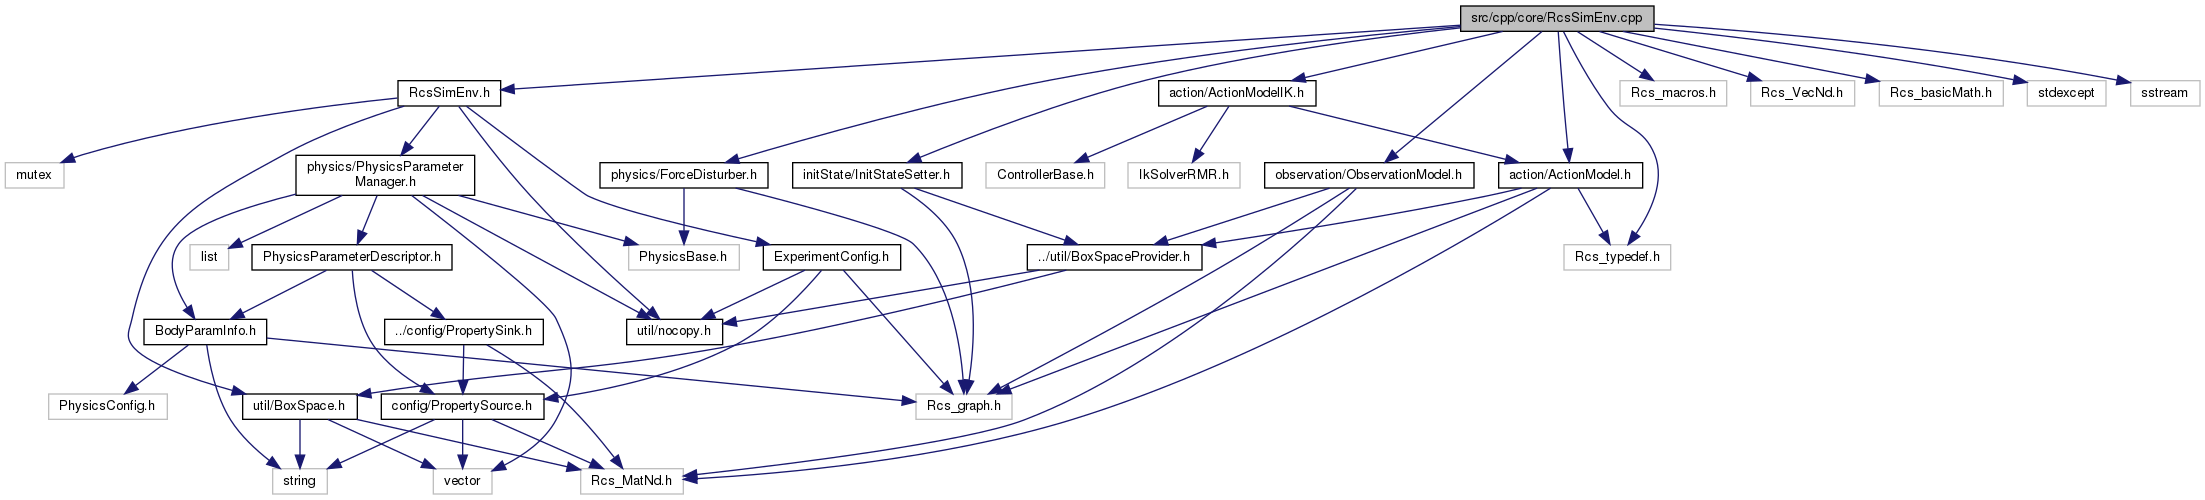 src/cpp/core/RcsSimEnv.cpp
RcsSimEnv.h
action/ActionModelIK.h
Rcs_macros.h
Rcs_VecNd.h
Rcs_basicMath.h
stdexcept
sstream
mutex
physics/PhysicsParameter
Manager.h
physics/ForceDisturber.h
initState/InitStateSetter.h
ControllerBase.h
IkSolverRMR.h
observation/ObservationModel.h
action/ActionModel.h
list
PhysicsParameterDescriptor.h
PhysicsBase.h
ExperimentConfig.h
../util/BoxSpaceProvider.h
Rcs_typedef.h
BodyParamInfo.h
../config/PropertySink.h
util/nocopy.h
PhysicsConfig.h
util/BoxSpace.h
config/PropertySource.h
Rcs_graph.h
string
vector
Rcs_MatNd.h